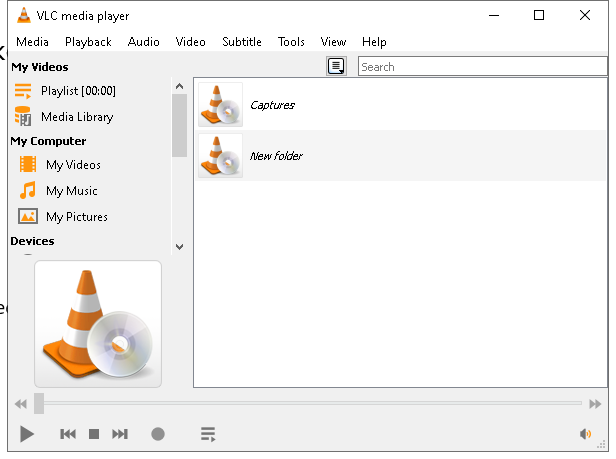 VLC media player
Media Playback Audio Video Subtitle Tools View Help
My Videos
Search
Playlist [00:00]
Media Library
My Computer
My Videos
My Music
My Pictures
Devices
Captures
New folder